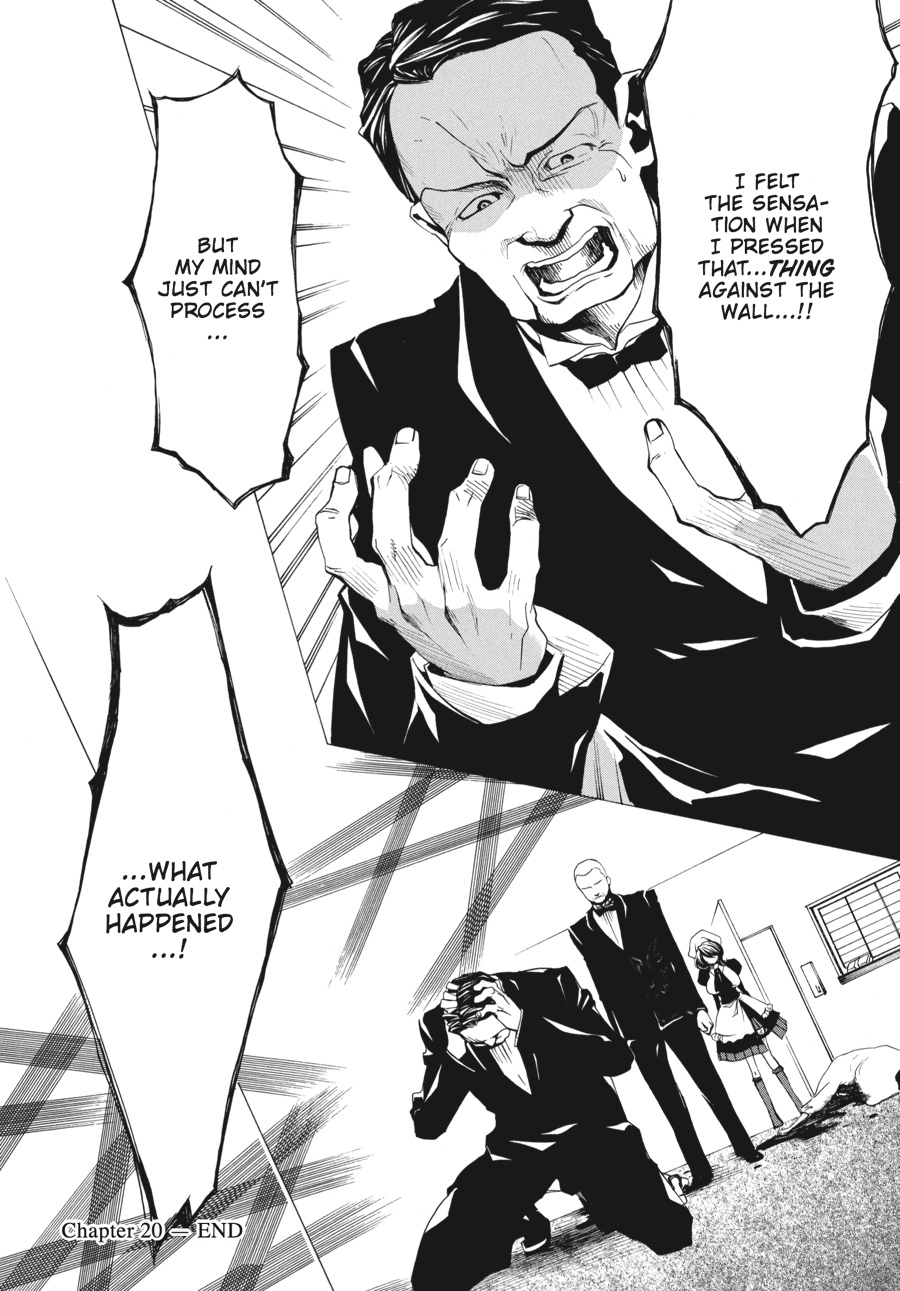 I FELT
THE SENSA-
TION WHEN
I PRESSED
THAT...THING
AGAINST THE
WALL...!!
BUT
MY MIND
JUST CAN'T
PROCESS
...
...WHAT
ACTUALLY
HAPPENED
...!
Chapter 20 — END